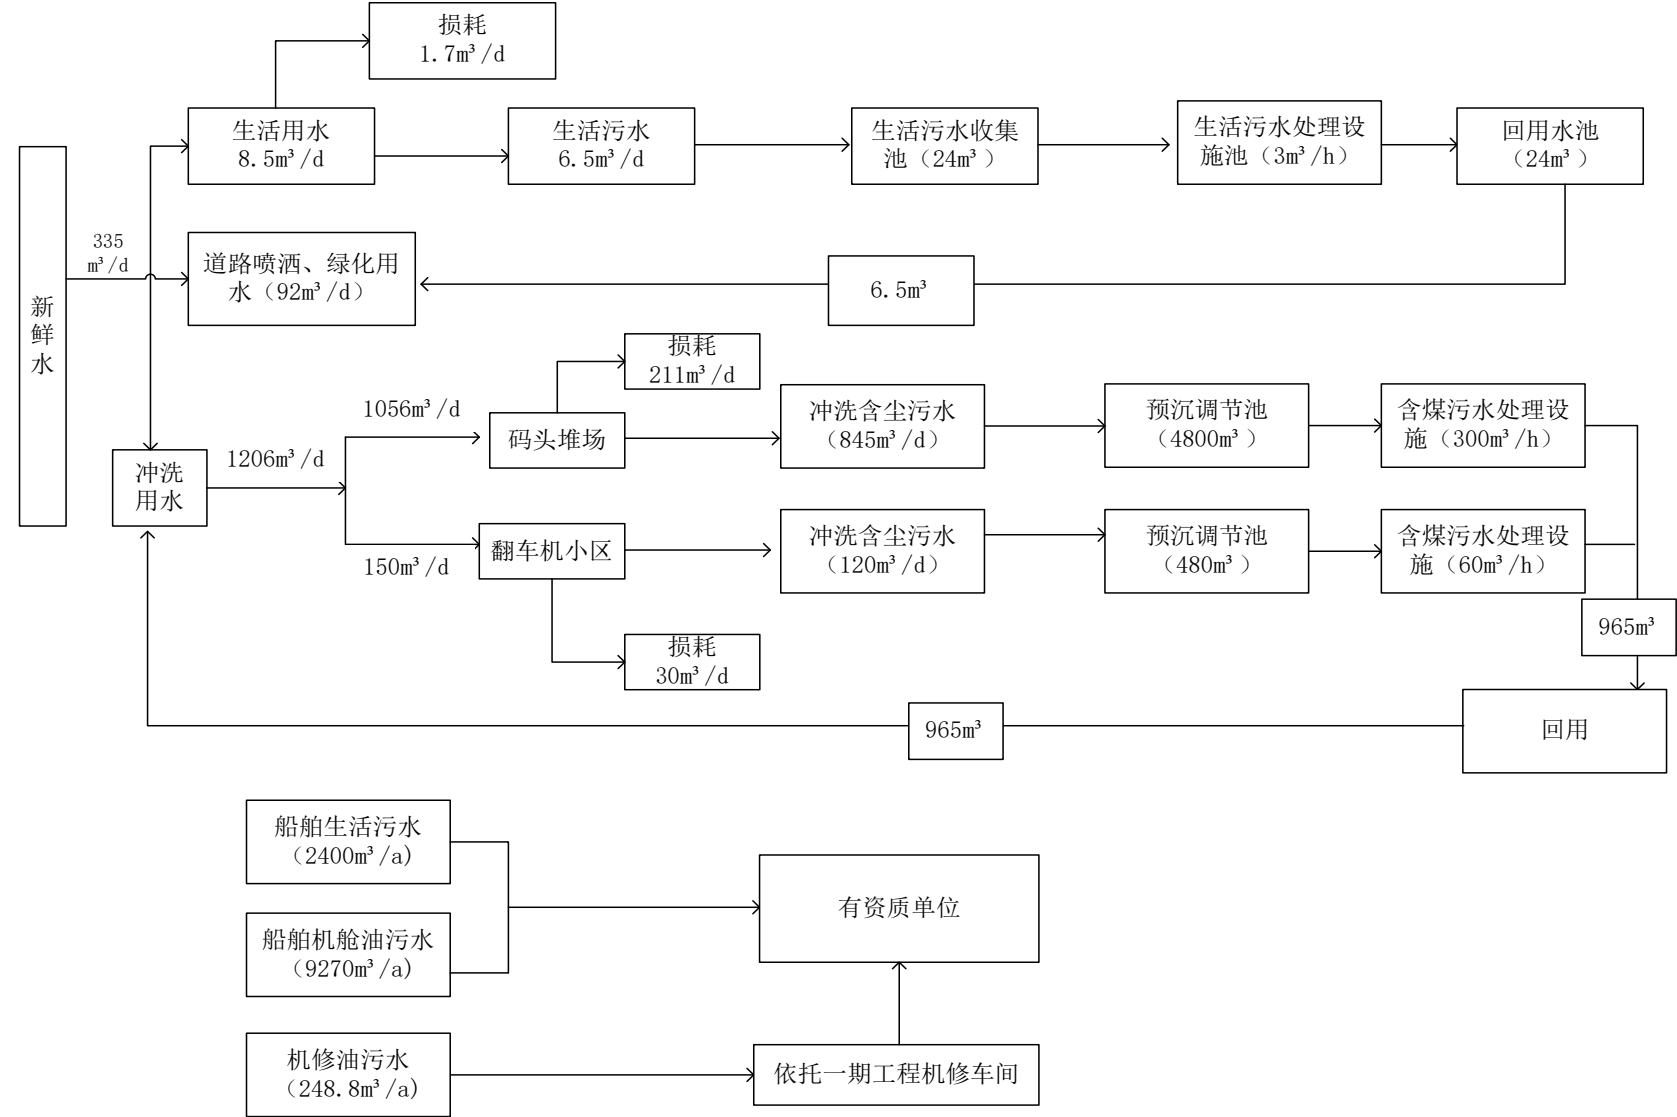 损耗
1.7m³/d
生活用水
8.5m³/d
生活污水
6.5m³/d
生活污水收集
池（24m³）
生活污水处理设
施池（3m³/h）
回用水池
（24m³）
新
鲜
水
335
m³/d
道路喷洒、绿化用
水（92m³/d）
6.5m³
损耗
211m³/d
1056m³/d
码头堆场
冲洗含尘污水
（845m³/d）
预沉调节池
（4800m³）
含煤污水处理设
施（300m³/h）
冲洗
用水
1206m³/d
150m³/d
翻车机小区
冲洗含尘污水
（120m³/d）
预沉调节池
（480m³）
含煤污水处理设
施（60m³/h）
损耗
30m³/d
965m³
965m³
回用
船舶生活污水
（2400m³/a)
船舶机舱油污水
（9270m³/a)
有资质单位
机修油污水
（248.8m³/a)
依托一期工程机修车间